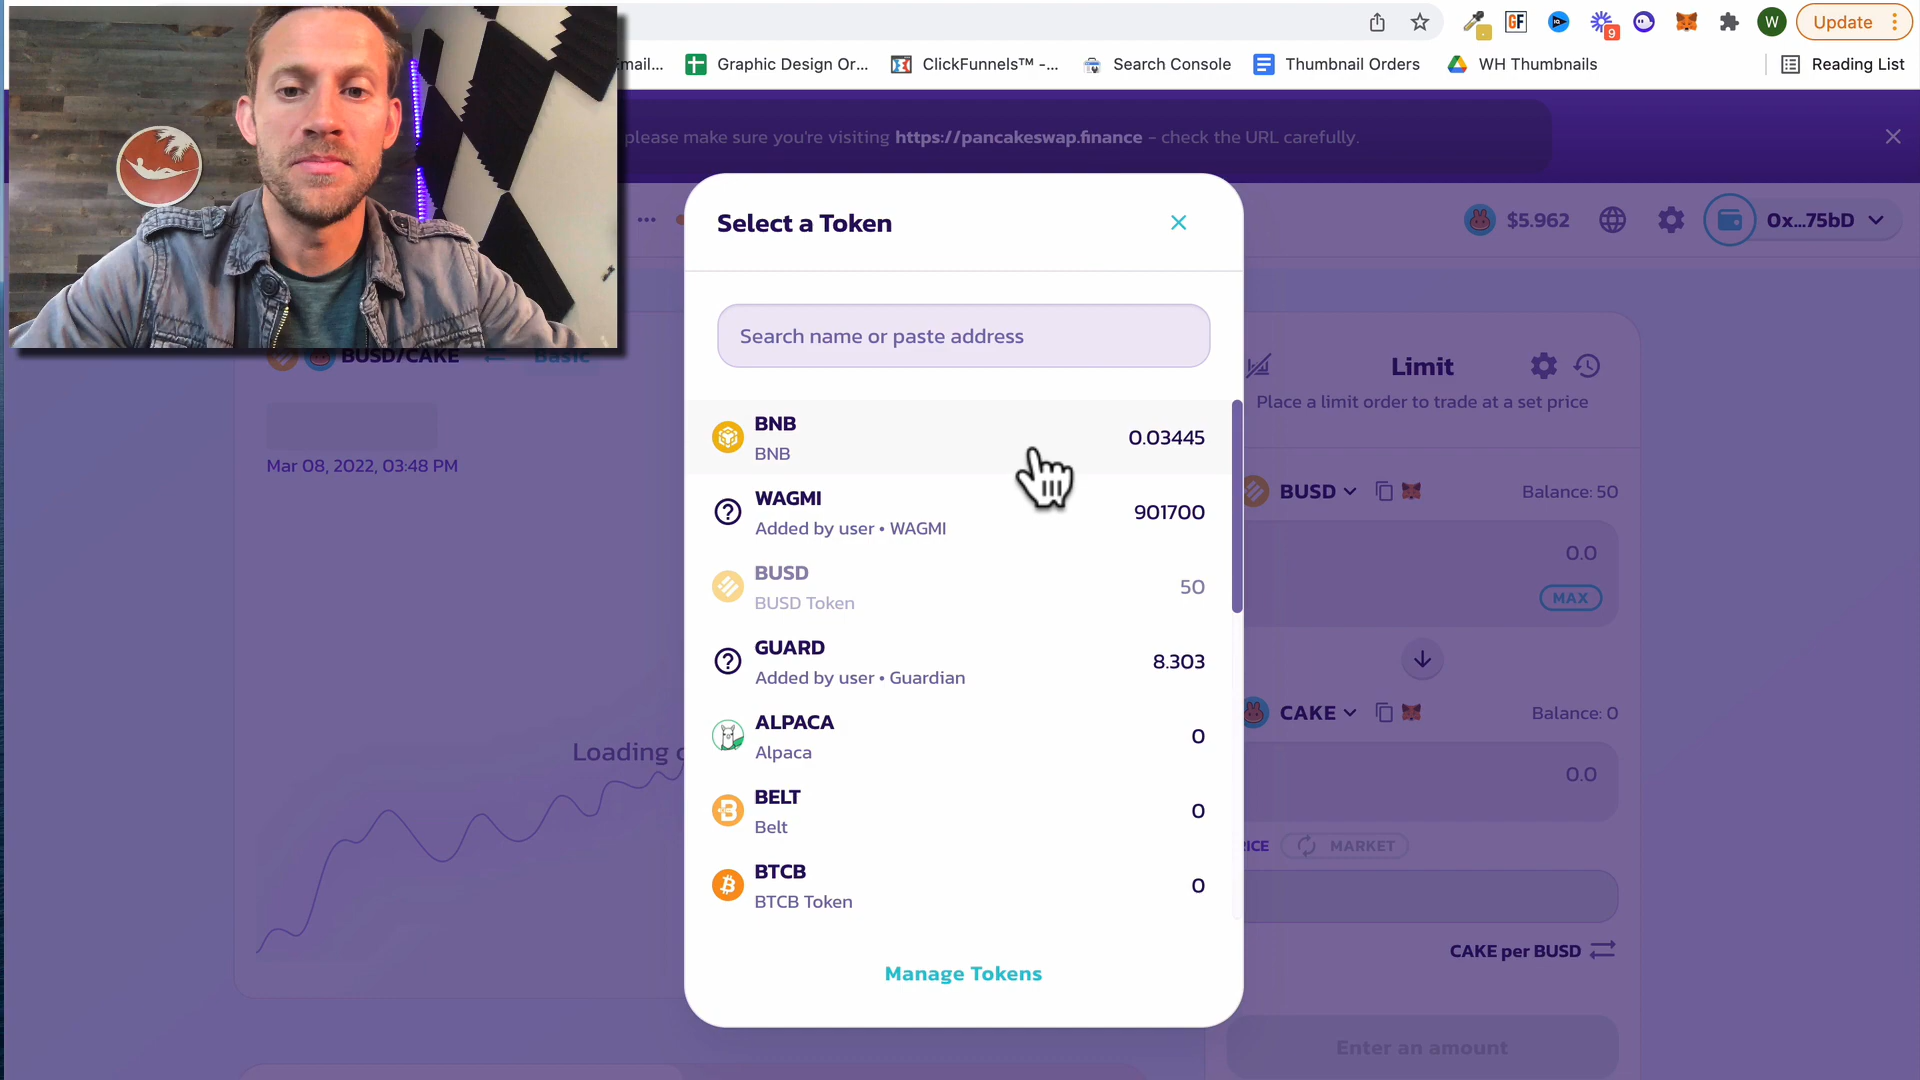 GF
9
W
Update
Graphic Design Or...
ClickFunnels™ -...
Search Console
Thumbnail Orders
WH Thumbnails
Reading List
please make sure you're visiting https://pancakeswap.finance - check the URL carefully.
Select a Token
$5.962
0x...75bD
Search name or paste address
BUSD/CAKE
Basic
Limit
Place a limit order to trade at a set price
BNB
BNB
0.03445
Mar 08, 2022, 03:48 PM
WAGMI
Added by user • WAGMI
901700
BUSD
Balance: 50
0.0
MAX
BUSD
BUSD Token
50
GUARD
Added by user • Guardian
8.303
CAKE
Balance: 0
0.0
ALPACA
Alpaca
0
Loading
BELT
Belt
0
MARKET
BTCB
BTCB Token
0
CAKE per BUSD
Manage Tokens
Enter an amount